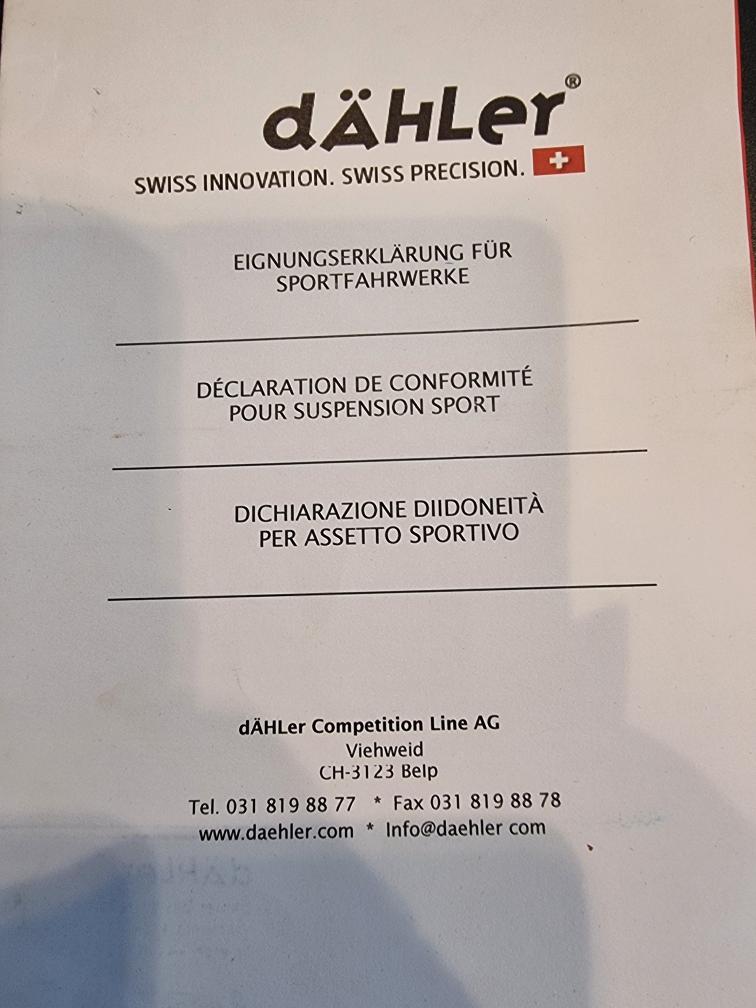 dÄHLer®
SWISS INNOVATION. SWISS PRECISION.
EIGNUNGSERKLÄRUNG FÜR
SPORTFAHRWERKE
DÉCLARATION DE CONFORMITÉ
POUR SUSPENSION SPORT
DICHIARAZIONE DIIDONEITÀ
PER ASSETTO SPORTIVO
dÄHLer Competition Line AG
Viehweid
CH-3123 Belp
Tel. 031 819 88 77 * Fax 031 819 88 78
www.daehler.com * Info@daehler com